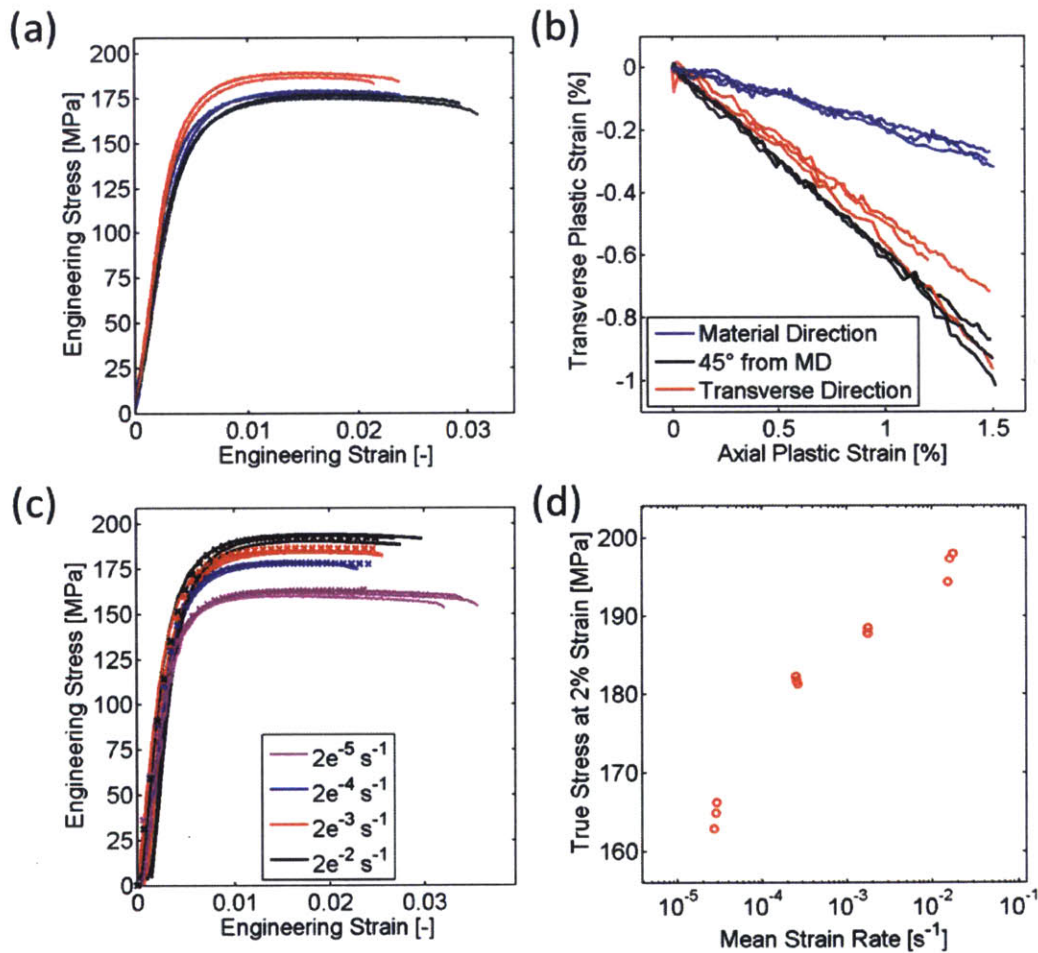 (a)
Engineering Stress [MPa]
200
175
150
125
100
75
50
25
0
0
0.01
0.02
0.03
Engineering Strain [-]
(b)
Transverse Plastic Strain [%]
0
-0.2
-0.4
-0.6
-0.8
-1
Material Direction
45° from MD
Transverse Direction
0
0.5
1
1.5
Axial Plastic Strain [%]
(c)
Engineering Stress [MPa]
200
175
150
125
100
75
50
25
0
2e⁻⁵ s⁻¹
2e⁻⁴ s⁻¹
2e⁻³ s⁻¹
2e⁻² s⁻¹
0
0.01
0.02
0.03
Engineering Strain [-]
(d)
True Stress at 2% Strain [MPa]
200
190
180
170
160
10⁻⁵
10⁻⁴
10⁻³
10⁻²
10⁻¹
Mean Strain Rate [s⁻¹]